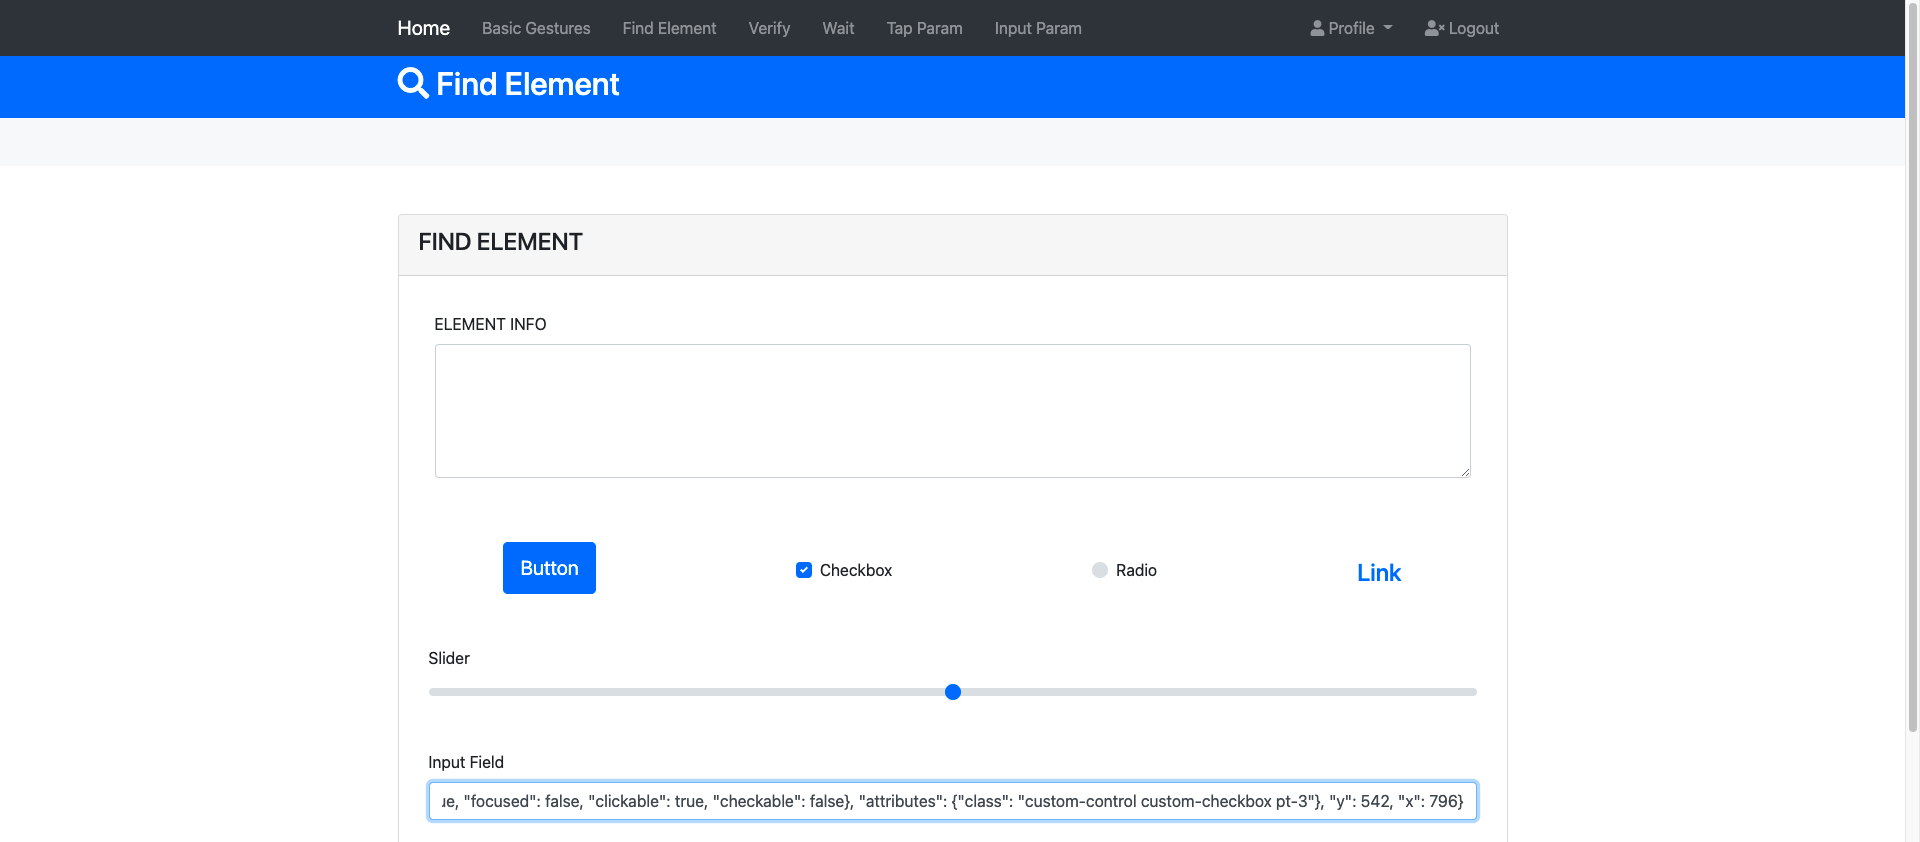 Home Basic Gestures Find Element Verify Wait Tap Param Input Param Profile Logout
Find Element
FIND ELEMENT
ELEMENT INFO
Button Checkbox Radio Link
Slider
Input Field
"focused": false, "clickable": true, "checkable": false}, "attributes": {"class": "custom-control custom-checkbox pt-3"}, "y": 542, "x": 796}